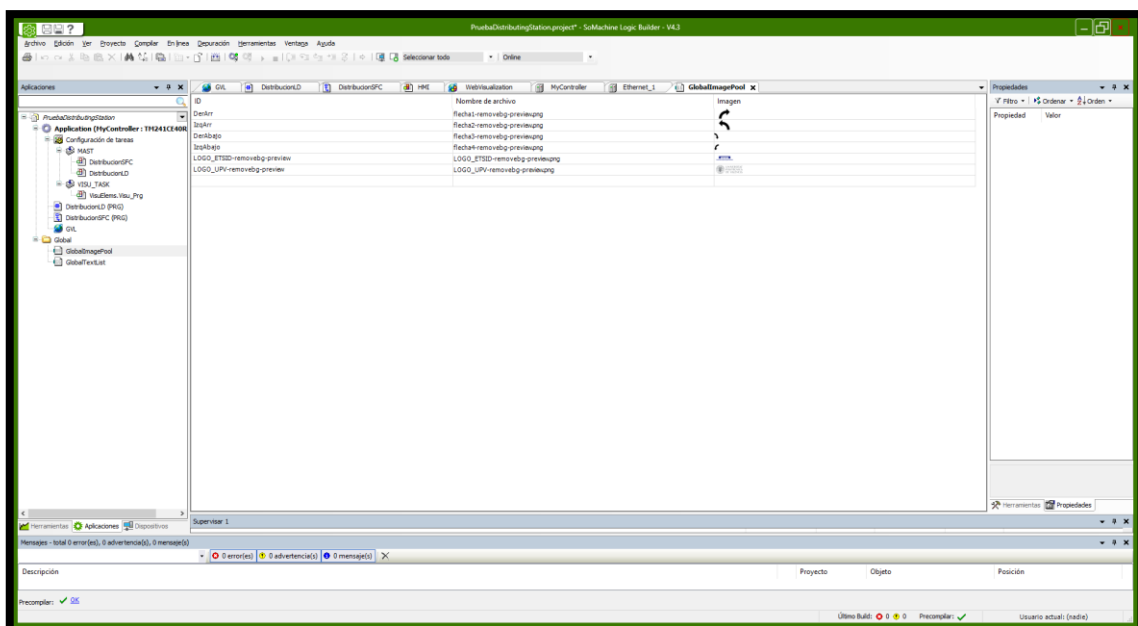 PruebaDistributingStation.project* - SoMachine Logic Builder - V4.3
Archivo Edición Ver Proyecto Compilar En línea Depuración Herramientas Ventana Ayuda
Seleccionar todo Online
Aplicaciones
GVL DistribucionLD DistribucionSFC HMI WebVisualization MyController Ethernet_1 GlobalImagePool
Propiedades
Filtro Ordenar Orden
Propiedad Valor
PruebaDistributingStation
Application (MyController : TM241CE40R
Configuración de tareas
MAST
DistribucionSFC
DistribucionLD
VISU_TASK
VisuElems.Visu_Prg
DistribucionLD (PRG)
DistribucionSFC (PRG)
GVL
Global
GlobalImagePool
GlobalTextList
ID Nombre de archivo Imagen
DerArr flecha1-removebg-preview.png
IzqArr flecha2-removebg-preview.png
DerAbajo flecha3-removebg-preview.png
IzqAbajo flecha4-removebg-preview.png
LOGO_ETSID-removebg-preview LOGO_ETSID-removebg-preview.png
LOGO_UPV-removebg-preview LOGO_UPV-removebg-preview.png
Herramientas Propiedades
Herramientas Aplicaciones Dispositivos
Supervisar 1
Mensajes - total 0 error(es), 0 advertencia(s), 0 mensaje(s)
0 error(es) 0 advertencia(s) 0 mensaje(s)
Descripción Proyecto Objeto Posición
Precompilar: OK
Último Build: 0 0 Precompilar: Usuario actual: (nadie)